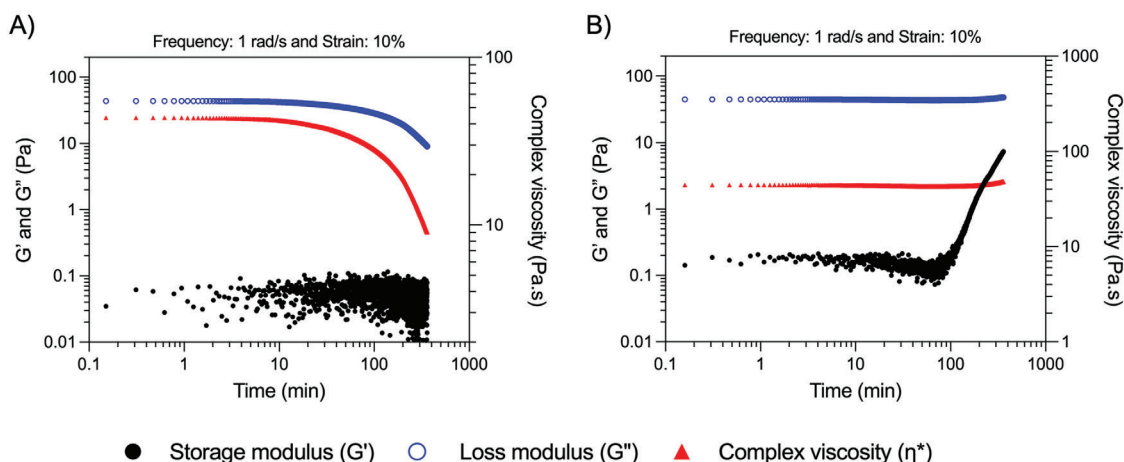 A)
Frequency: 1 rad/s and Strain: 10%
G' and G'' (Pa)
100
10
1
0.1
0.01
0.1
1
10
100
1000
Time (min)
100
10
Complex viscosity (Pa.s)
B)
Frequency: 1 rad/s and Strain: 10%
G' and G'' (Pa)
100
10
1
0.1
0.01
0.1
1
10
100
1000
Time (min)
1000
100
10
1
Complex viscosity (Pa.s)
Storage modulus (G') Loss modulus (G'') Complex viscosity (η*)